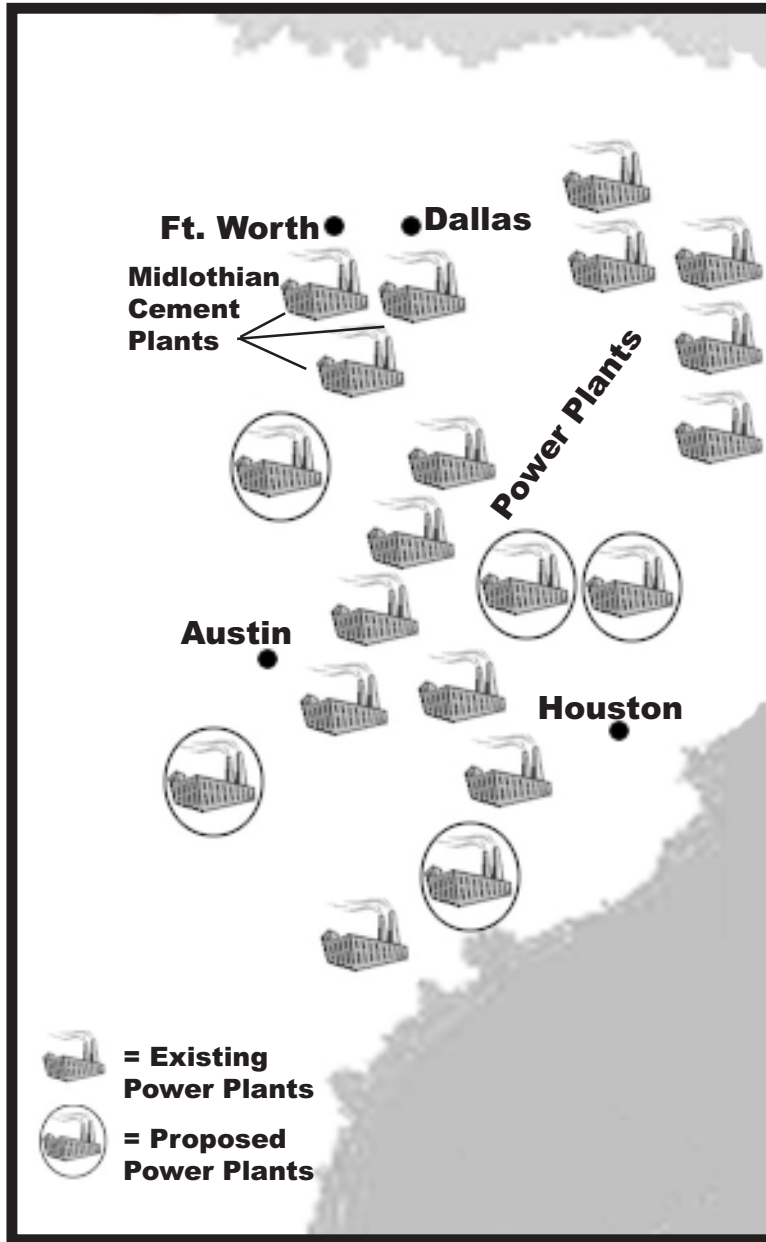 Ft. Worth
Dallas
Midlothian
Cement
Plants
Power Plants
Austin
Houston
= Existing
Power Plants
= Proposed
Power Plants